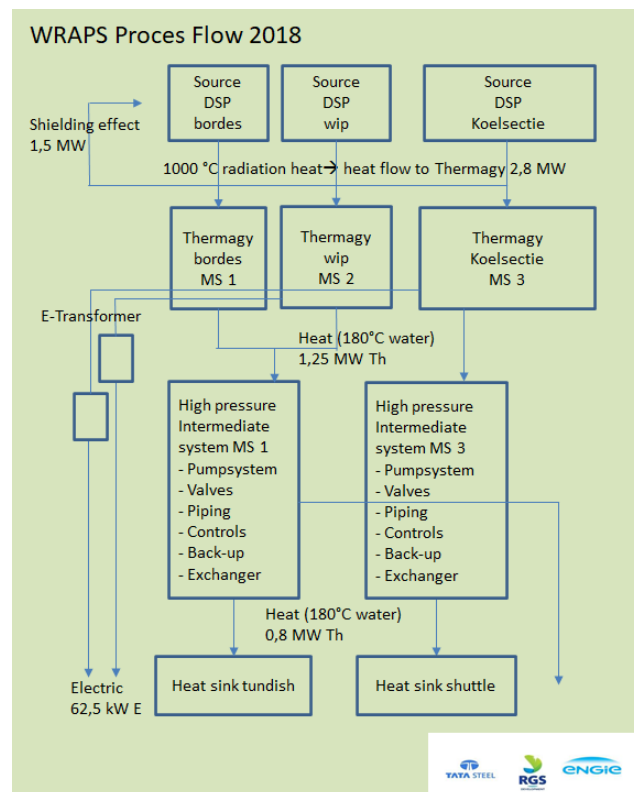 WRAPS Proces Flow 2018
Source
DSP
bordes
Source
DSP
wip
Source
DSP
Koelsectie
Shielding effect
1,5 MW
1000 °C radiation heat→ heat flow to Thermagy 2,8 MW
Thermagy
bordes
MS 1
Thermagy
wip
MS 2
Thermagy
Koelsectie
MS 3
E-Transformer
Heat (180°C water)
1,25 MW Th
High pressure
Intermediate
system MS 1
- Pumpsystem
- Valves
- Piping
- Controls
- Back-up
- Exchanger
High pressure
Intermediate
system MS 3
- Pumpsystem
- Valves
- Piping
- Controls
- Back-up
- Exchanger
Heat (180°C water)
0,8 MW Th
Electric
62,5 kW E
Heat sink tundish
Heat sink shuttle
TATA STEEL
RGS
ENGIE